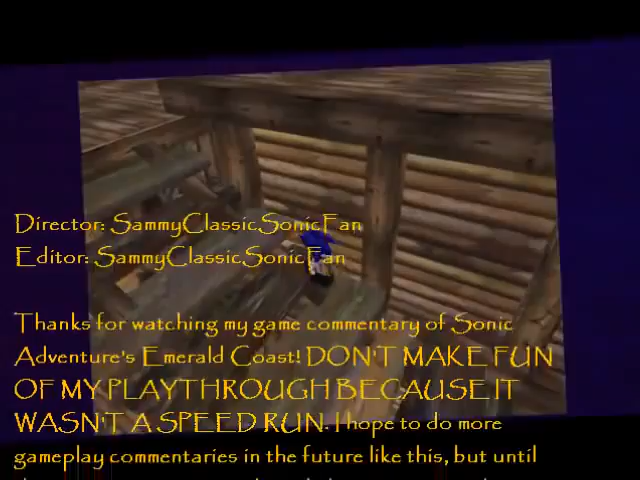 Director: SammyClassicSonicFan
Editor: SammyClassicSonicFan
Thanks for watching my game commentary of Sonic
Adventure's Emerald Coast! DON'T MAKE FUN
OF MY PLAYTHROUGH BECAUSE IT
WASN'T A SPEED RUN. I hope to do more
gameplay commentaries in the future like this, but until